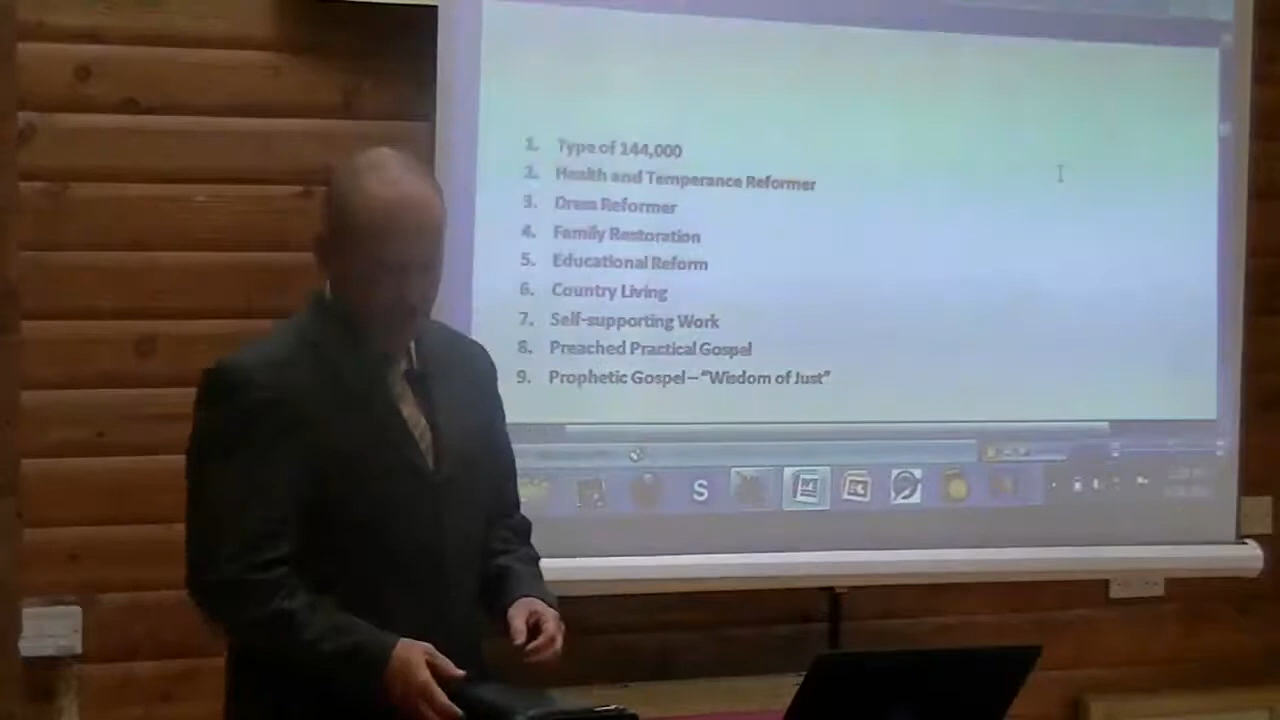 1. Type of 144,000
2. Health and Temperance Reformer
3. Dress Reformer
4. Family Restoration
5. Educational Reform
6. Country Living
7. Self-supporting Work
8. Preached Practical Gospel
9. Prophetic Gospel – “Wisdom of Just”
S